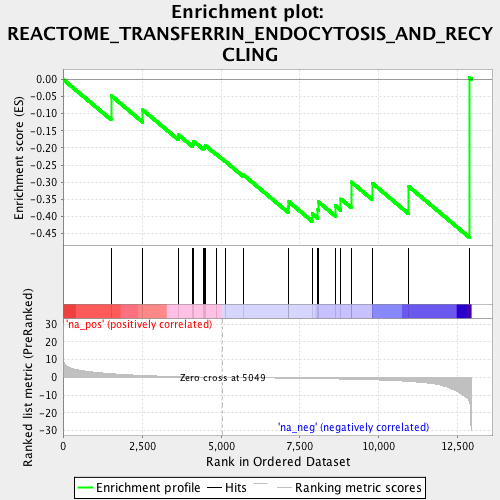 Enrichment plot:
REACTOME_TRANSFERRIN_ENDOCYTOSIS_AND_RECY
CLING
Enrichment score (ES)
0.00
-0.05
-0.10
-0.15
-0.20
-0.25
-0.30
-0.35
-0.40
-0.45
'na_pos' (positively correlated)
Ranked list metric (PreRanked)
30
20
10
0
-10
-20
-30
Zero cross at 5049
'na_neg' (negatively correlated)
0 2,500 5,000 7,500 10,000 12,500
Rank in Ordered Dataset
Enrichment profile Hits Ranking metric scores